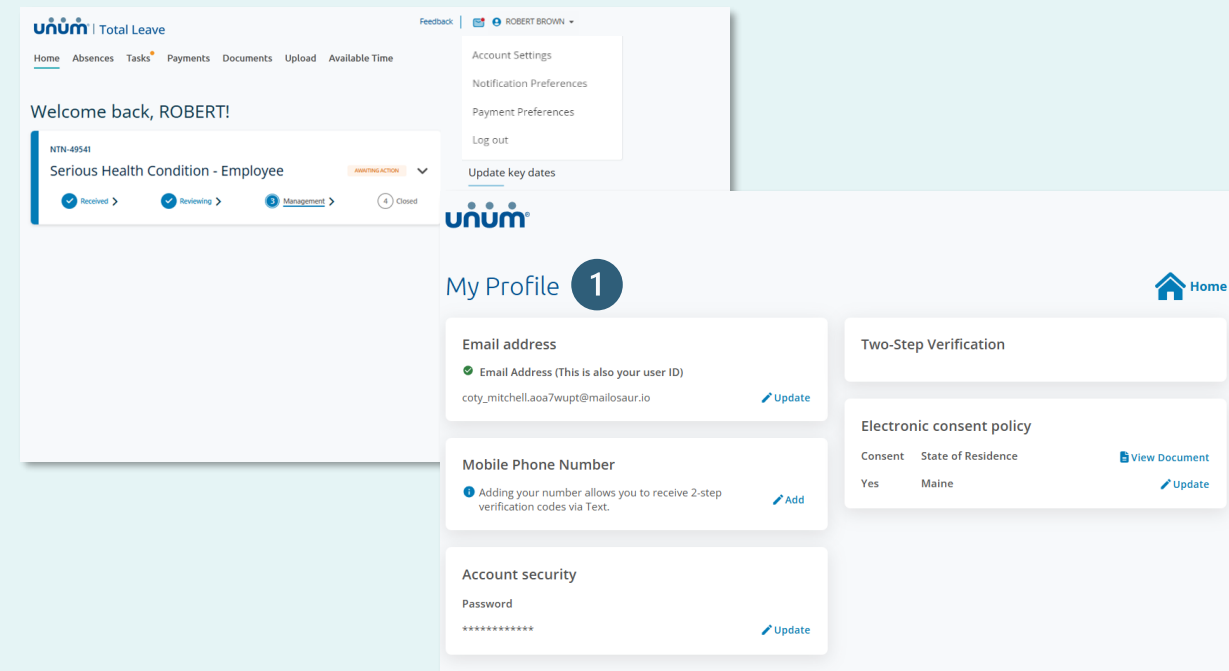 unum | Total Leave
Feedback
ROBERT BROWN
Home Absences Tasks Payments Documents Upload Available Time
Account Settings
Notification Preferences
Payment Preferences
Log out
Welcome back, ROBERT!
NTN-49541
Serious Health Condition - Employee
AWAITING ACTION
Received
Reviewing
3 Management
4 Closed
Update key dates
unum®
My Profile 1
Home
Email address
Email Address (This is also your user ID)
coty_mitchell.aoa7wupt@mailosaur.io
Update
Mobile Phone Number
Adding your number allows you to receive 2-step
verification codes via Text.
Add
Account security
Password
************
Update
Two-Step Verification
Electronic consent policy
Consent State of Residence
View Document
Yes Maine
Update